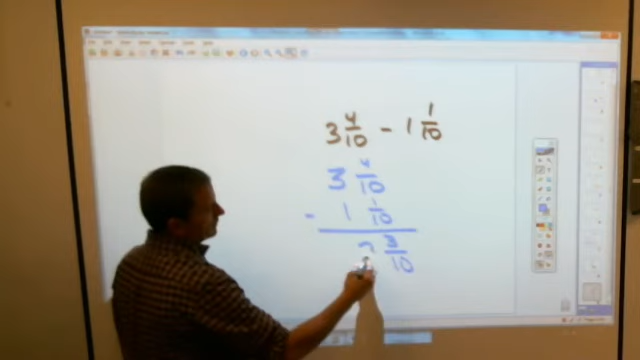 3 4/10 - 1 1/10
3 4/10
- 1 1/10
2 3/10